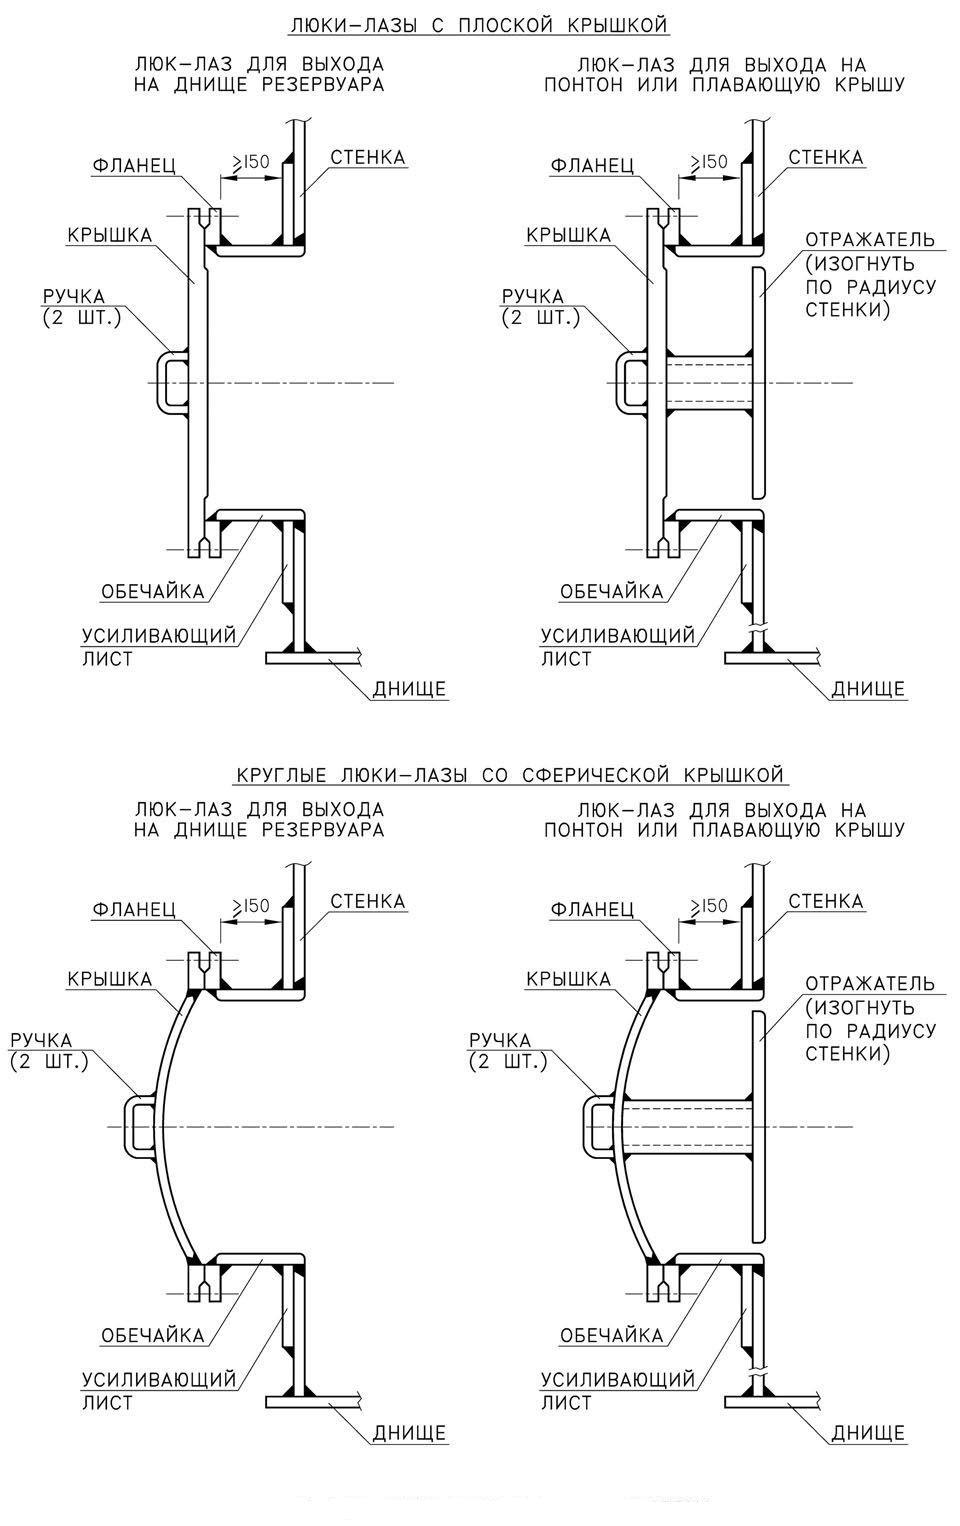 ЛЮКИ-ЛАЗЫ С ПЛОСКОЙ КРЫШКОЙ
ЛЮК-ЛАЗ ДЛЯ ВЫХОДА
НА ДНИЩЕ РЕЗЕРВУАРА
ФЛАНЕЦ
≥150
СТЕНКА
КРЫШКА
РУЧКА
(2 ШТ.)
ОБЕЧАЙКА
УСИЛИВАЮЩИЙ
ЛИСТ
ДНИЩЕ
ЛЮК-ЛАЗ ДЛЯ ВЫХОДА НА
ПОНТОН ИЛИ ПЛАВАЮЩУЮ КРЫШУ
ФЛАНЕЦ
≥150
СТЕНКА
КРЫШКА
ОТРАЖАТЕЛЬ
(ИЗОГНУТЬ
ПО РАДИУСУ
СТЕНКИ)
РУЧКА
(2 ШТ.)
ОБЕЧАЙКА
УСИЛИВАЮЩИЙ
ЛИСТ
ДНИЩЕ
КРУГЛЫЕ ЛЮКИ-ЛАЗЫ СО СФЕРИЧЕСКОЙ КРЫШКОЙ
ЛЮК-ЛАЗ ДЛЯ ВЫХОДА
НА ДНИЩЕ РЕЗЕРВУАРА
ФЛАНЕЦ
≥150
СТЕНКА
КРЫШКА
РУЧКА
(2 ШТ.)
ОБЕЧАЙКА
УСИЛИВАЮЩИЙ
ЛИСТ
ДНИЩЕ
ЛЮК-ЛАЗ ДЛЯ ВЫХОДА НА
ПОНТОН ИЛИ ПЛАВАЮЩУЮ КРЫШУ
ФЛАНЕЦ
≥150
СТЕНКА
КРЫШКА
ОТРАЖАТЕЛЬ
(ИЗОГНУТЬ
ПО РАДИУСУ
СТЕНКИ)
РУЧКА
(2 ШТ.)
ОБЕЧАЙКА
УСИЛИВАЮЩИЙ
ЛИСТ
ДНИЩЕ